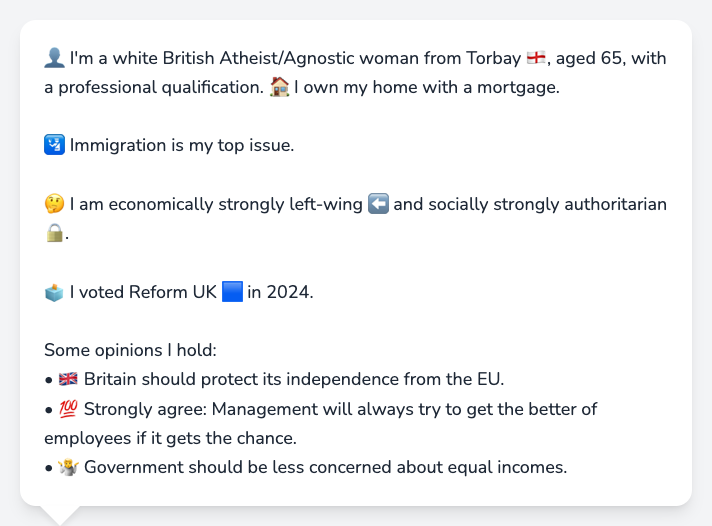 👤 I'm a white British Atheist/Agnostic woman from Torbay 🏴󠁧󠁢󠁥󠁮󠁧󠁿, aged 65, with
a professional qualification. 🏠 I own my home with a mortgage.
🛂 Immigration is my top issue.
🤔 I am economically strongly left-wing ⬅️ and socially strongly authoritarian
🔒.
🗳️ I voted Reform UK 🟦 in 2024.
Some opinions I hold:
• 🇬🇧 Britain should protect its independence from the EU.
• 💯 Strongly agree: Management will always try to get the better of
employees if it gets the chance.
• 🤷 Government should be less concerned about equal incomes.